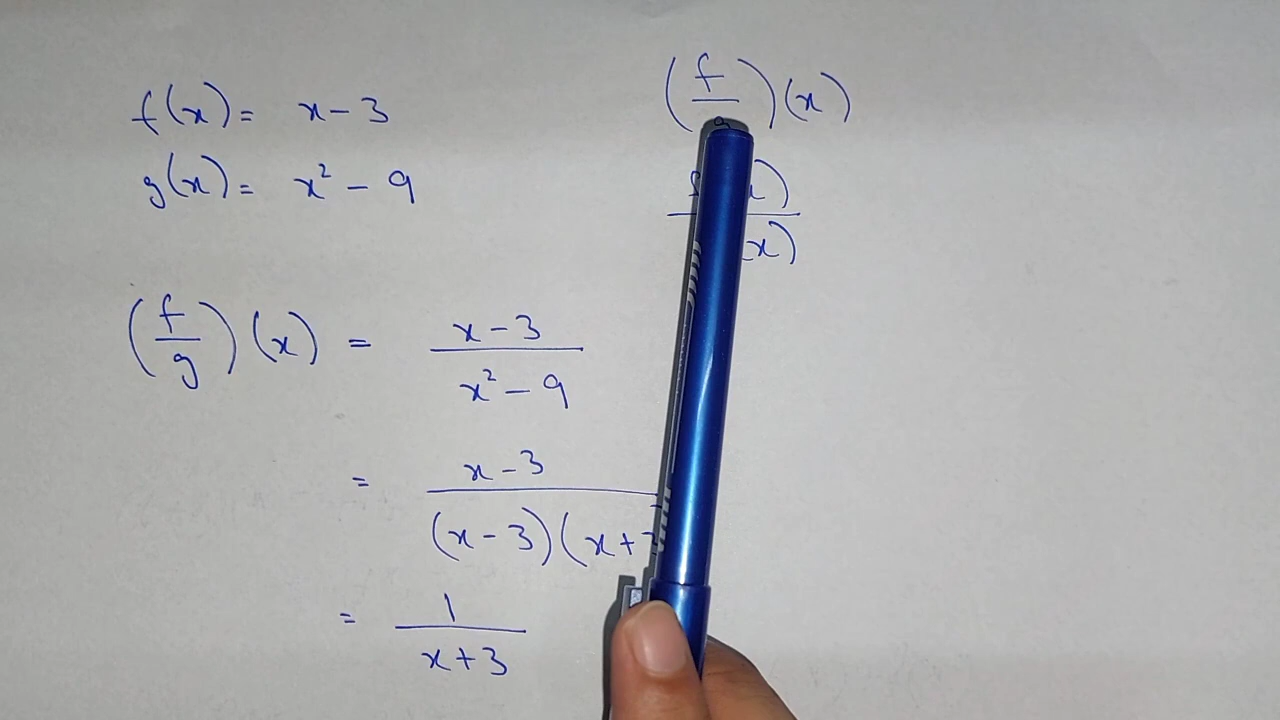 f(x) = x - 3
g(x) = x² - 9
(f/g)(x) = (x - 3)/(x² - 9)
= (x - 3)/((x - 3)(x +
= 1/(x + 3)
(f/g)(x)
x)
(x)